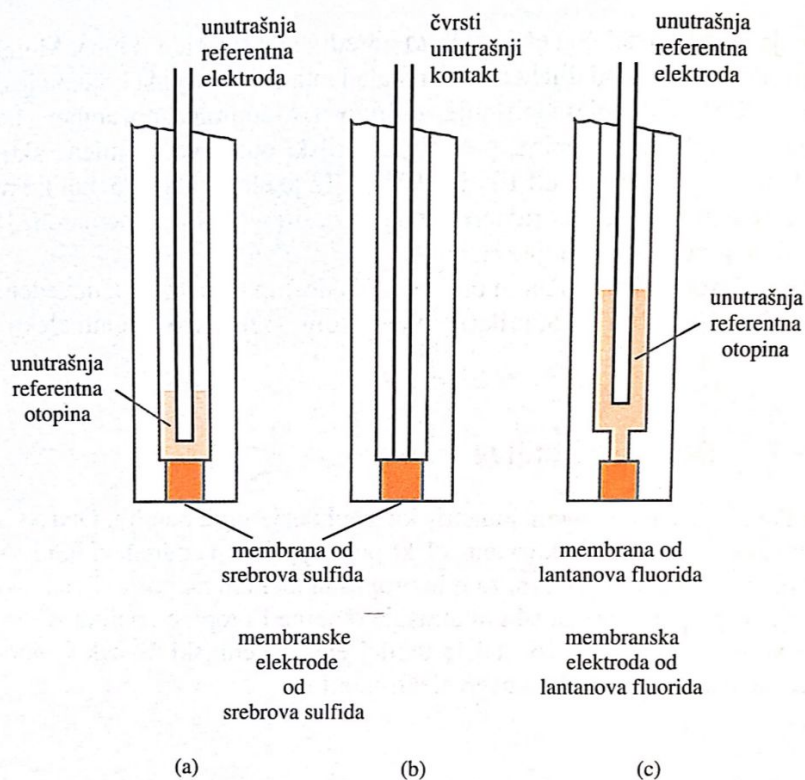 unutrašnja
referentna
elektroda
čvrsti
unutrašnji
kontakt
unutrašnja
referentna
elektroda
unutrašnja
referentna
otopina
unutrašnja
referentna
otopina
membrana od
srebrova sulfida
membrana od
lantanova fluorida
membranske
elektrode
od
srebrova sulfida
membranska
elektroda od
lantanova fluorida
(a)
(b)
(c)